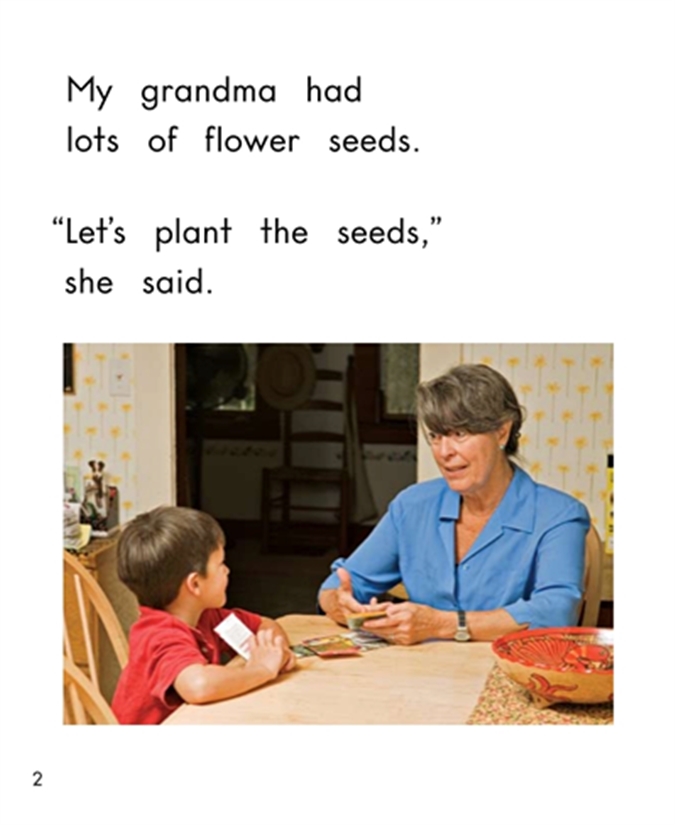 My grandma had
lots of flower seeds.
“Let’s plant the seeds,”
she said.
2